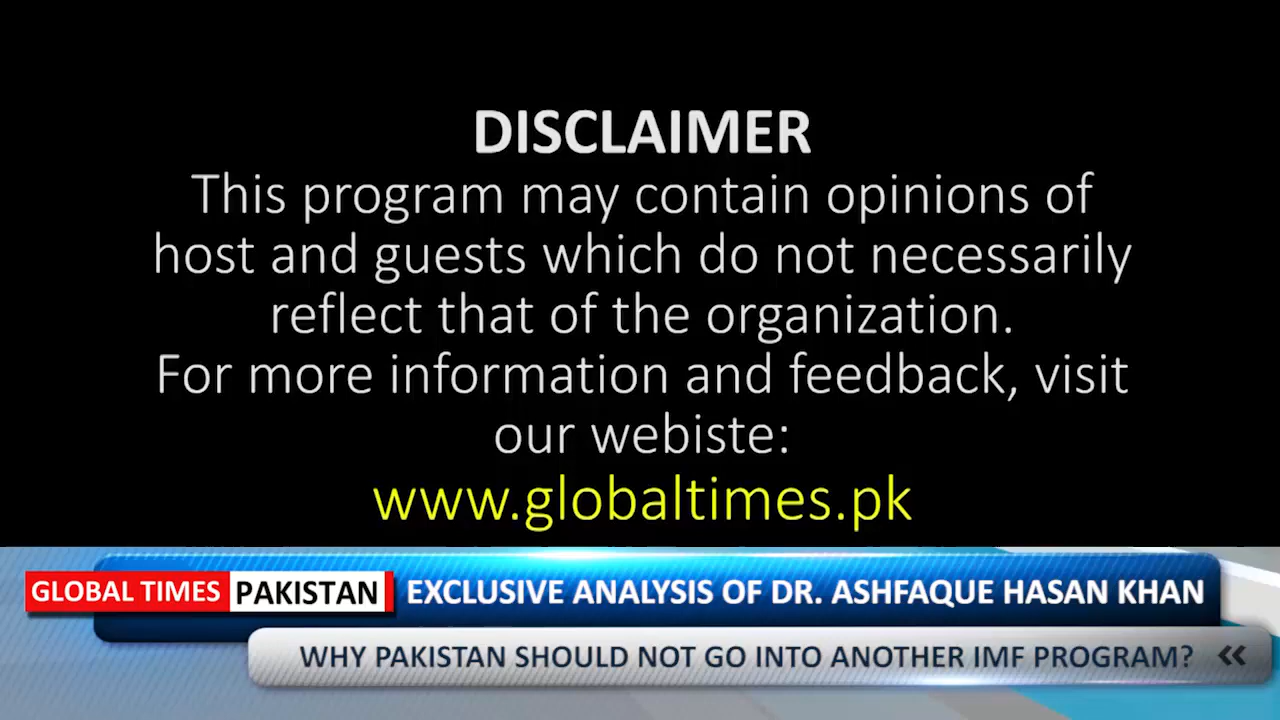 DISCLAIMER
This program may contain opinions of
host and guests which do not necessarily
reflect that of the organization.
For more information and feedback, visit
our webiste:
www.globaltimes.pk
GLOBAL TIMES PAKISTAN
EXCLUSIVE ANALYSIS OF DR. ASHFAQUE HASAN KHAN
WHY PAKISTAN SHOULD NOT GO INTO ANOTHER IMF PROGRAM? «